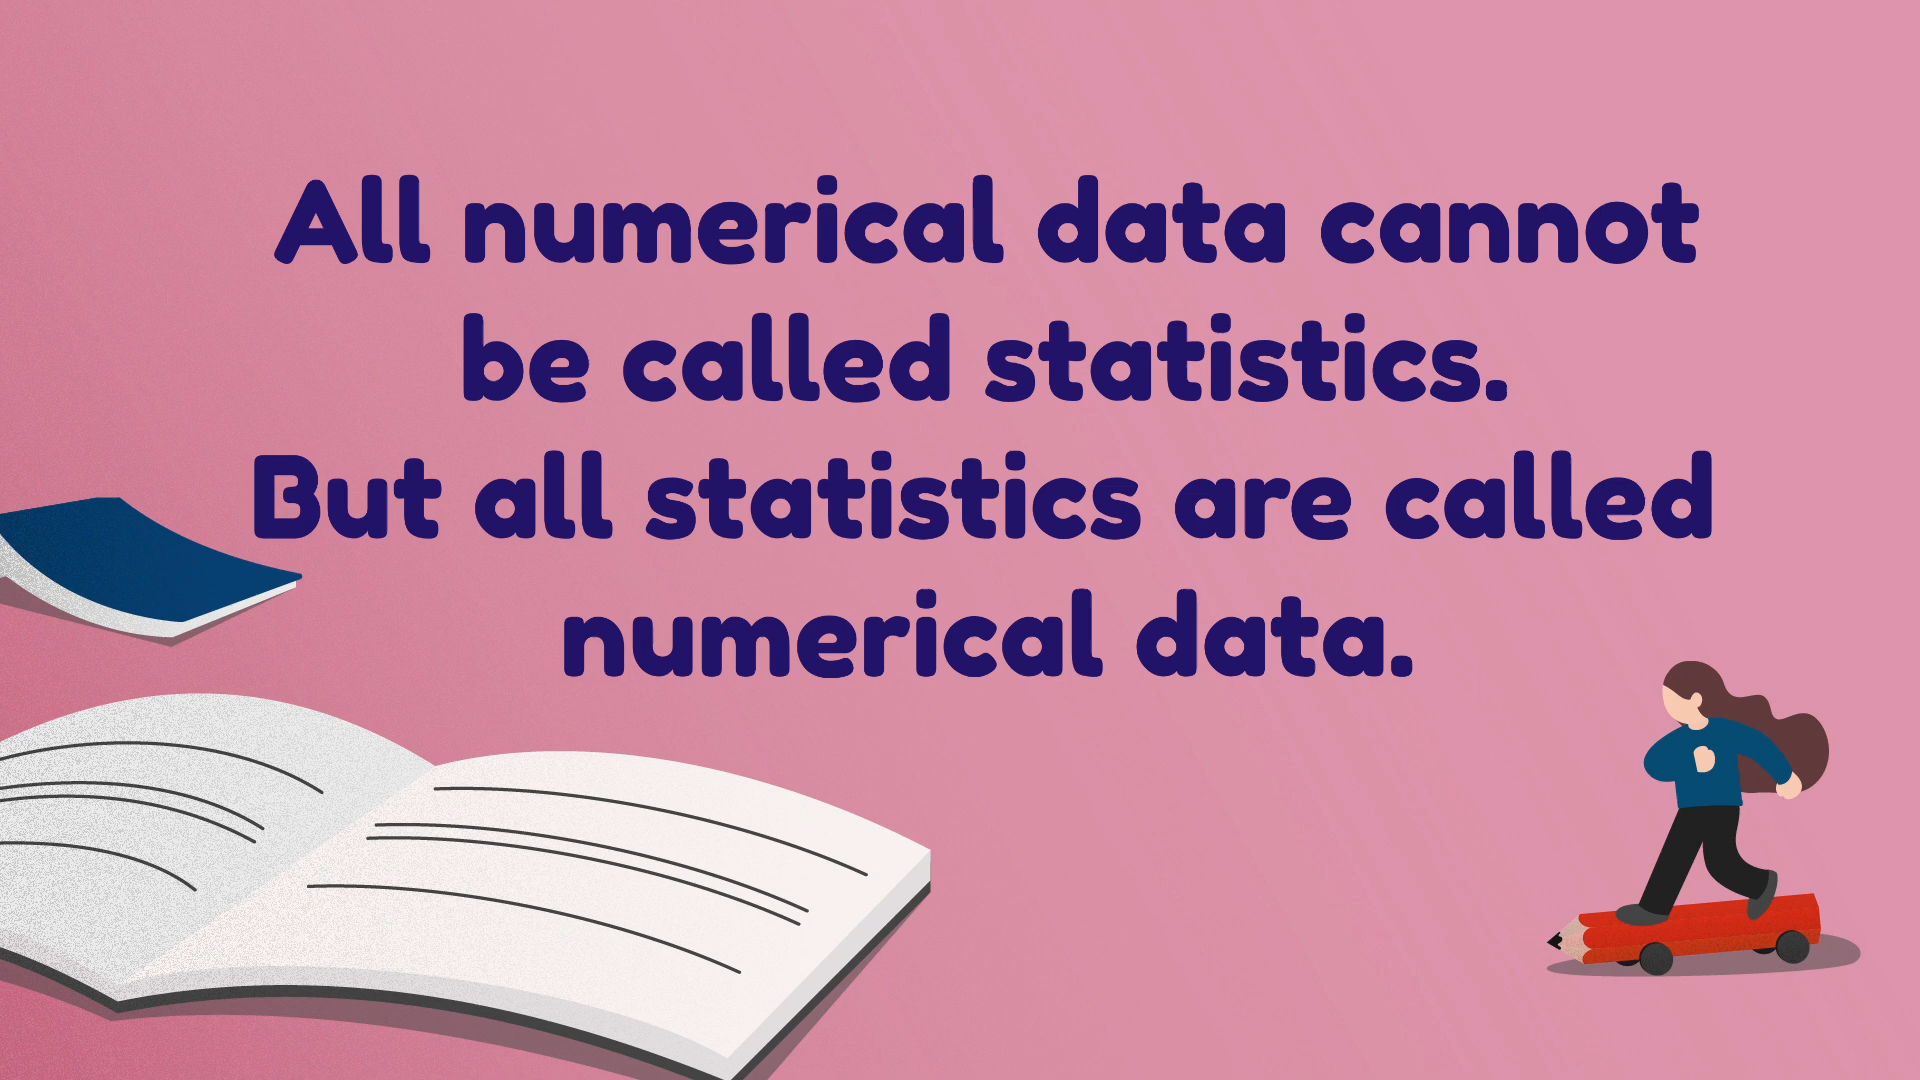 All numerical data cannot
be called statistics.
But all statistics are called
numerical data.